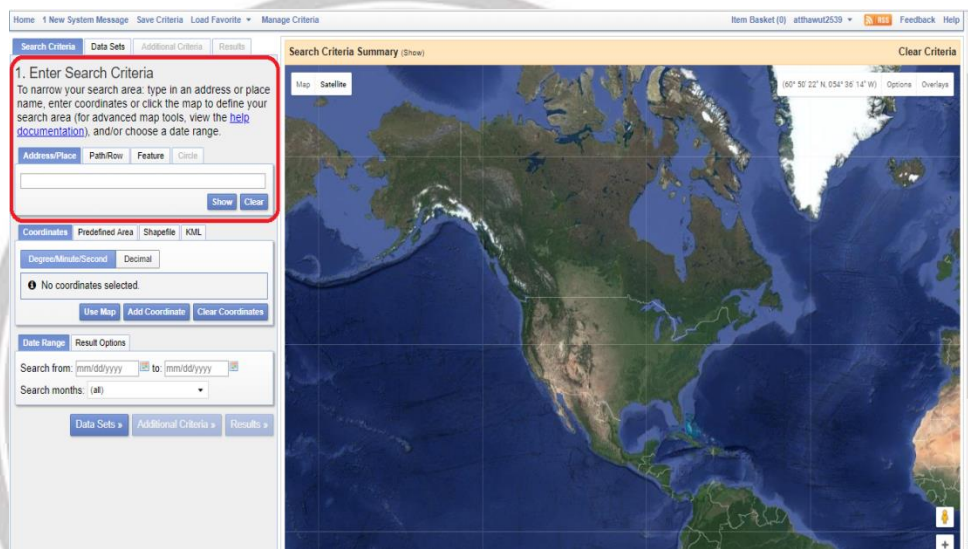 Home 1 New System Message Save Criteria Load Favorite Manage Criteria Item Basket (0) atthawut2539 RSS Feedback Help
Search Criteria Data Sets Additional Criteria Results
Search Criteria Summary (Show) Clear Criteria
1. Enter Search Criteria
To narrow your search area: type in an address or place
name, enter coordinates or click the map to define your
search area (for advanced map tools, view the help
documentation), and/or choose a date range.
Address/Place Path/Row Feature Circle
Show Clear
Coordinates Predefined Area Shapefile KML
Degree/Minute/Second Decimal
No coordinates selected.
Use Map Add Coordinate Clear Coordinates
Date Range Result Options
Search from: mm/dd/yyyy to: mm/dd/yyyy
Search months: (all)
Data Sets » Additional Criteria » Results »
Map Satellite
(60° 50' 22" N, 054° 36' 14" W) Options Overlays
+